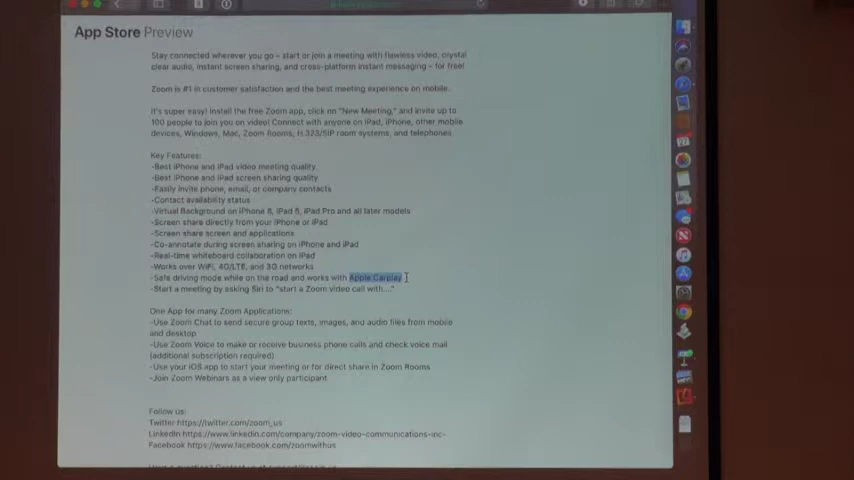 App Store Preview
Stay connected wherever you go – start or join a meeting with flawless video, crystal
clear audio, instant screen sharing, and cross-platform instant messaging – for free!
Zoom is #1 in customer satisfaction and the best meeting experience on mobile.
It's super easy! Install the free Zoom app, click on "New Meeting," and invite up to
100 people to join you on video! Connect with anyone on iPad, iPhone, other mobile
devices, Windows, Mac, Zoom Rooms, H.323/SIP room systems, and telephones.
Key Features:
-Best iPhone and iPad video meeting quality
-Best iPhone and iPad screen sharing quality
-Easily invite phone, email, or company contacts
-Contact availability status
-Virtual Background on iPhone 8, iPad 5, iPad Pro and all later models
-Screen share directly from your iPhone or iPad
-Screen share screen and applications
-Co-annotate during screen sharing on iPhone and iPad
-Real-time whiteboard collaboration on iPad
-Works over WiFi, 4G/LTE, and 3G networks
-Safe driving mode while on the road and works with Apple Carplay
-Start a meeting by asking Siri to "start a Zoom video call with...."
One App for many Zoom Applications:
-Use Zoom Chat to send secure group texts, images, and audio files from mobile
and desktop
-Use Zoom Voice to make or receive business phone calls and check voice mail
(additional subscription required)
-Use your iOS app to start your meeting or for direct share in Zoom Rooms
-Join Zoom Webinars as a view only participant
Follow us:
Twitter https://twitter.com/zoom_us
LinkedIn https://www.linkedin.com/company/zoom-video-communications-inc-
Facebook https://www.facebook.com/zoomwithus